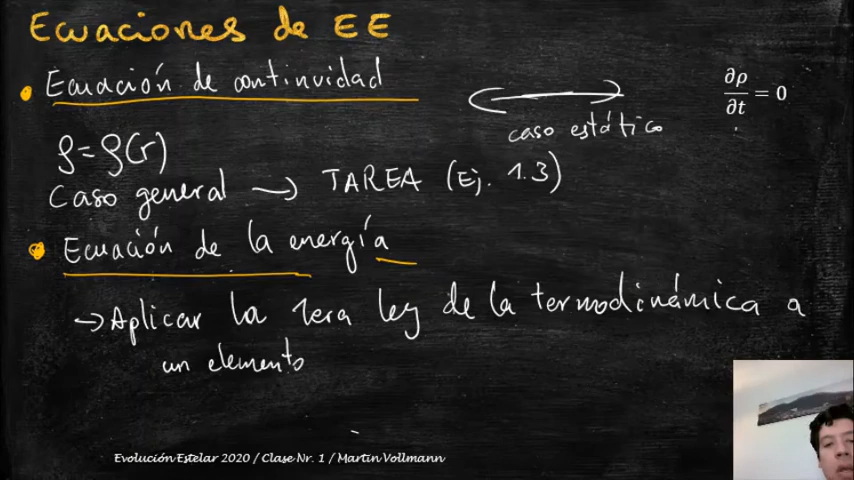 Ecuaciones de EE
• Ecuación de continuidad
caso estático
∂ρ/∂t = 0
ρ = ρ(r)
Caso general → TAREA (Ej. 1.3)
• Ecuación de la energía
→ Aplicar la 1era ley de la termodinámica a
un elemento
Evolución Estelar 2020 / Clase Nr. 1 / Martin Vollmann